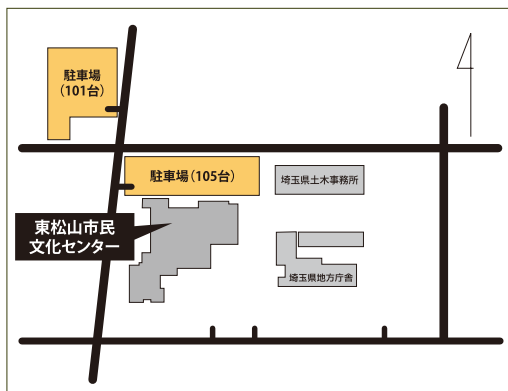 駐車場
（101台）
駐車場（105台）
埼玉県土木事務所
東松山市民
文化センター
埼玉県地方庁舎